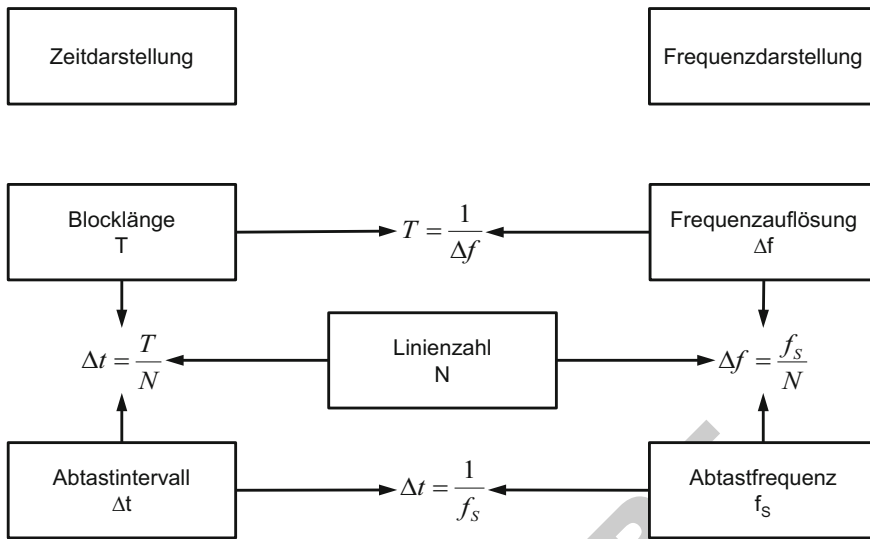 Zeitdarstellung
Frequenzdarstellung
Blocklänge
T
T = 1/Δf
Frequenzauflösung
Δf
Δt = T/N
Linienzahl
N
Δf = f_S/N
Abtastintervall
Δt
Δt = 1/f_S
Abtastfrequenz
f_S